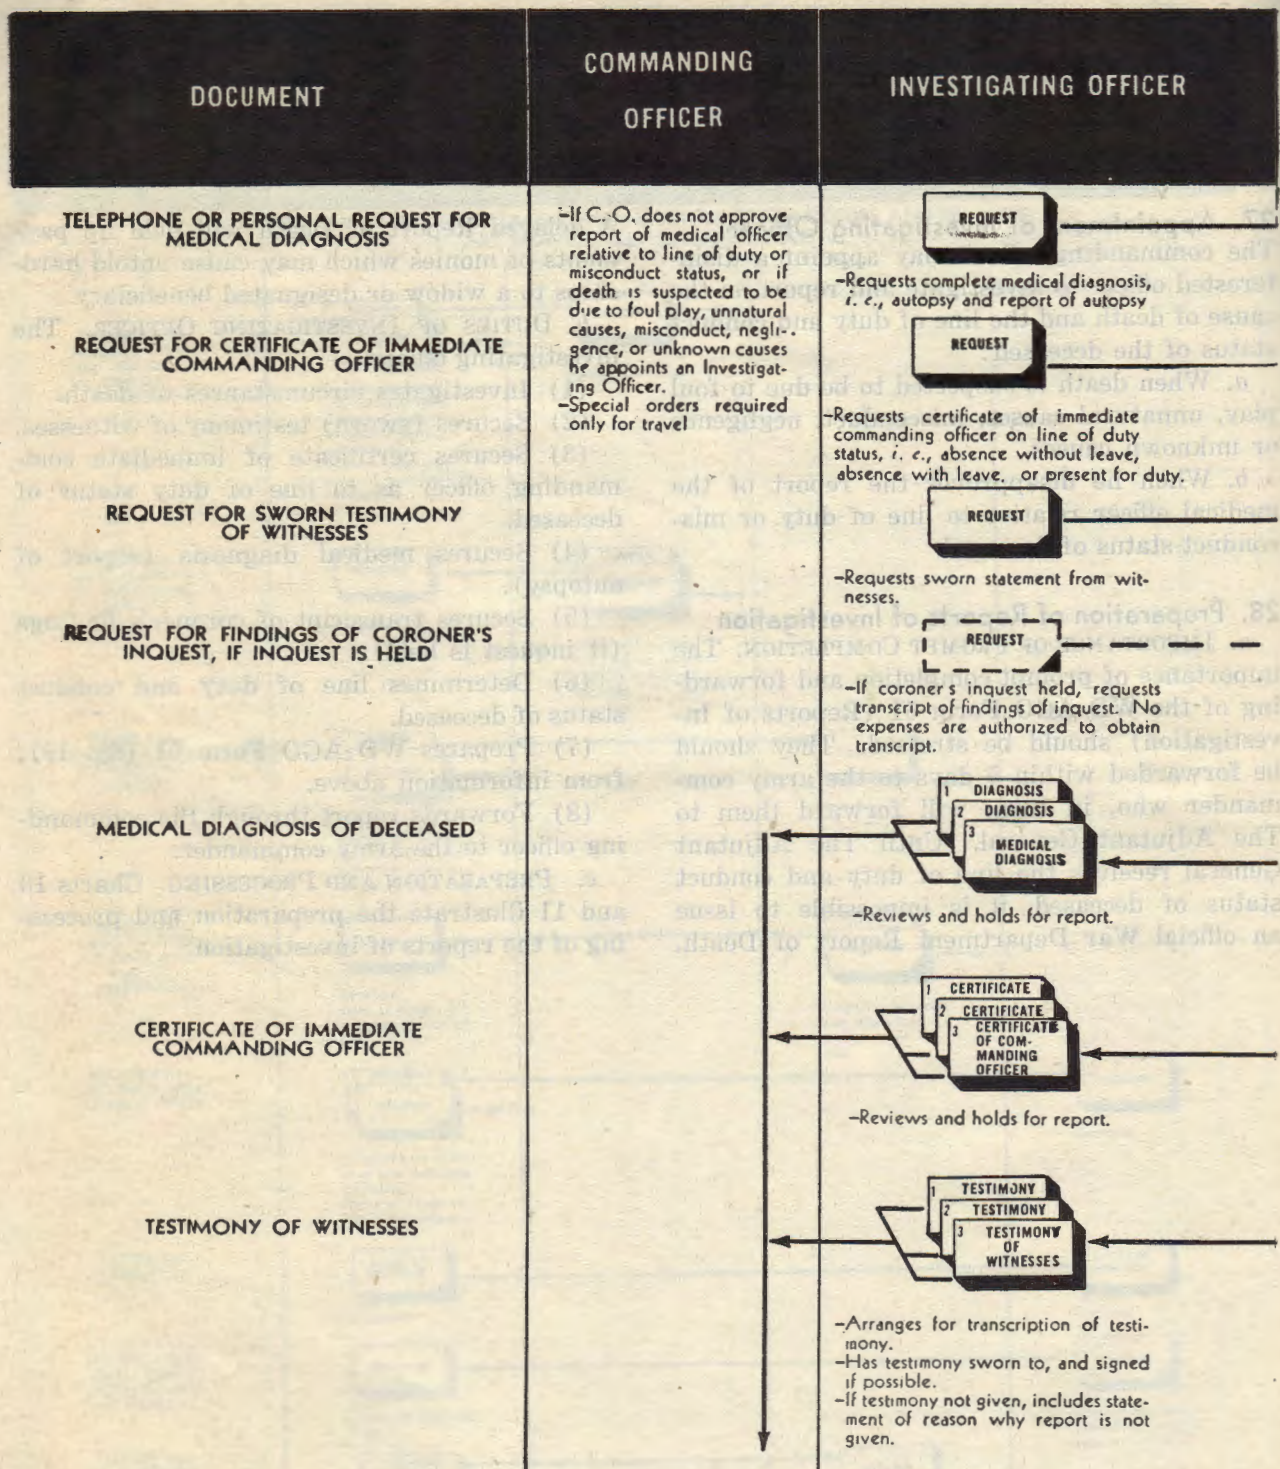 DOCUMENT
COMMANDING
OFFICER
INVESTIGATING OFFICER
TELEPHONE OR PERSONAL REQUEST FOR
MEDICAL DIAGNOSIS
–If C. O. does not approve
report of medical officer
relative to line of duty or
misconduct status, or if
death is suspected to be
due to foul play, unnatural
causes, misconduct, negli-
gence, or unknown causes
he appoints an Investigat-
ing Officer.
–Special orders required
only for travel
REQUEST
–Requests complete medical diagnosis,
i. e., autopsy and report of autopsy
REQUEST FOR CERTIFICATE OF IMMEDIATE
COMMANDING OFFICER
REQUEST
–Requests certificate of immediate
commanding officer on line of duty
status, i. e., absence without leave,
absence with leave, or present for duty.
REQUEST FOR SWORN TESTIMONY
OF WITNESSES
REQUEST
–Requests sworn statement from wit-
nesses.
REQUEST FOR FINDINGS OF CORONER'S
INQUEST, IF INQUEST IS HELD
REQUEST
–If coroner's inquest held, requests
transcript of findings of inquest. No
expenses are authorized to obtain
transcript.
MEDICAL DIAGNOSIS OF DECEASED
1 DIAGNOSIS
2 DIAGNOSIS
3 MEDICAL
DIAGNOSIS
–Reviews and holds for report.
CERTIFICATE OF IMMEDIATE
COMMANDING OFFICER
1 CERTIFICATE
2 CERTIFICATE
3 CERTIFICATE
OF COM-
MANDING
OFFICER
–Reviews and holds for report.
TESTIMONY OF WITNESSES
1 TESTIMONY
2 TESTIMONY
3 TESTIMONY
OF
WITNESSES
–Arranges for transcription of testi-
mony.
–Has testimony sworn to, and signed
if possible.
–If testimony not given, includes state-
ment of reason why report is not
given.